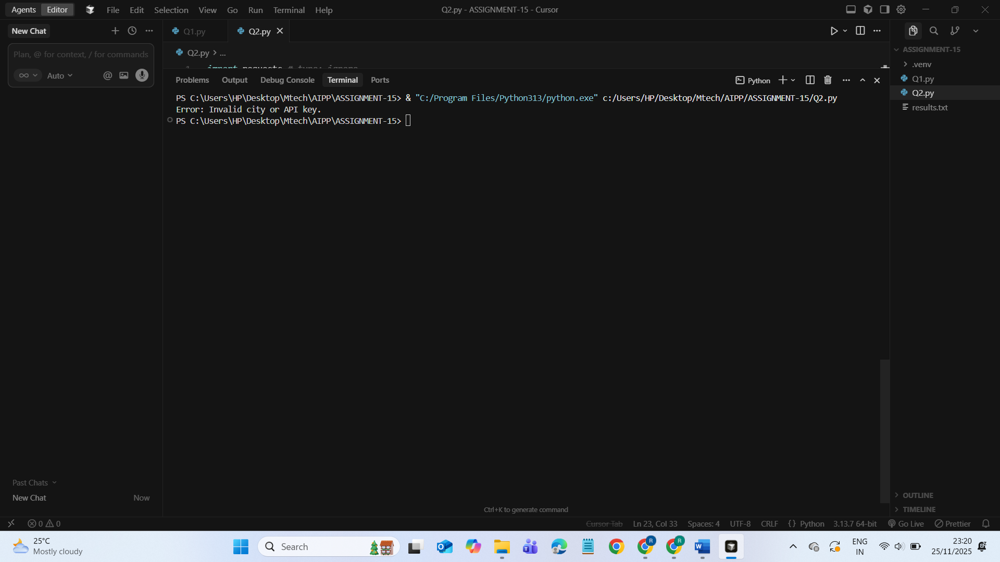 Agents Editor File Edit Selection View Go Run Terminal Help Q2.py - ASSIGNMENT-15 - Cursor
New Chat
Plan, @ for context, / for commands
Auto
Past Chats
New Chat Now
Q1.py Q2.py
Q2.py > ...
1 import requests # type: ignore
Problems Output Debug Console Terminal Ports Python
PS C:\Users\HP\Desktop\Mtech\AIPP\ASSIGNMENT-15> & "C:/Program Files/Python313/python.exe" c:/Users/HP/Desktop/Mtech/AIPP/ASSIGNMENT-15/Q2.py
Error: Invalid city or API key.
PS C:\Users\HP\Desktop\Mtech\AIPP\ASSIGNMENT-15>
Ctrl+K to generate command
ASSIGNMENT-15
.venv
Q1.py
Q2.py
results.txt
OUTLINE
TIMELINE
0 0 Cursor Tab Ln 23, Col 33 Spaces: 4 UTF-8 CRLF {} Python 3.13.7 64-bit Go Live Prettier
25°C
Mostly cloudy
Search
ENG
IN
23:20
25/11/2025